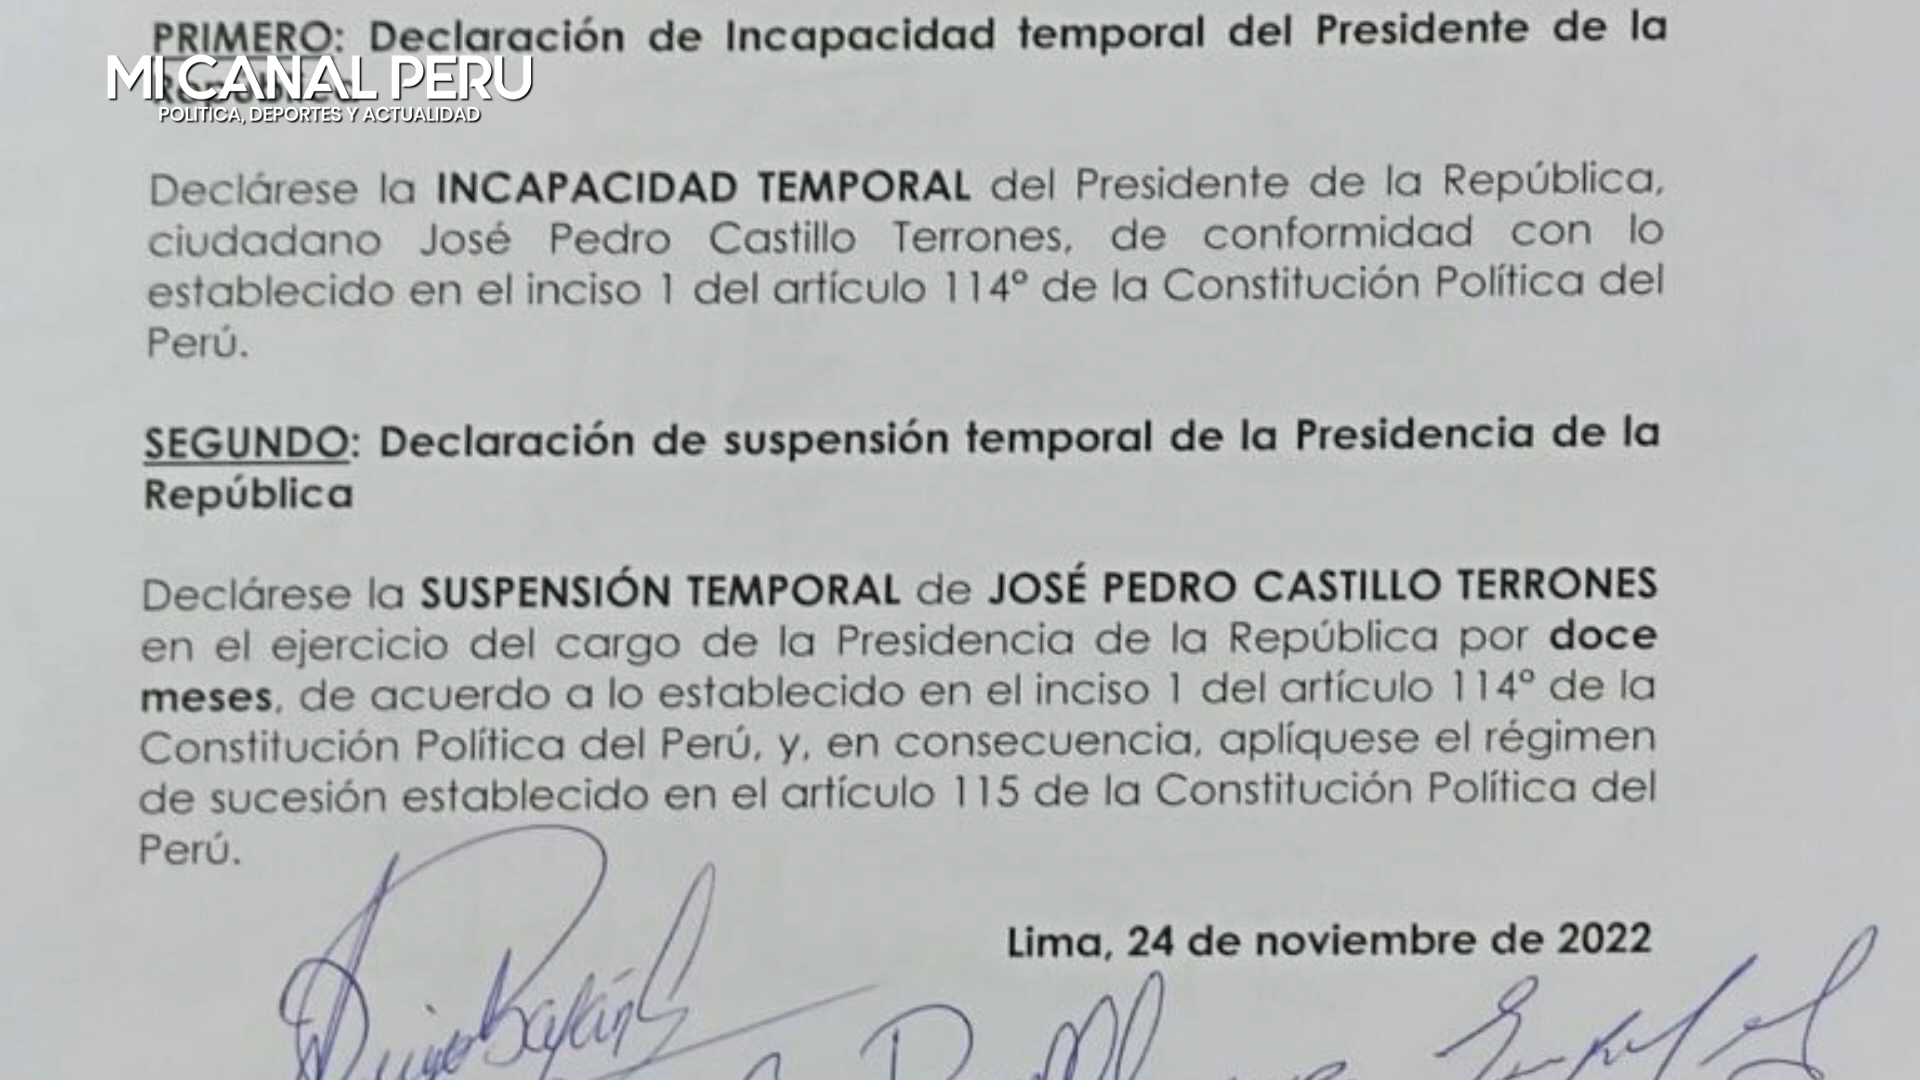 PRIMERO: Declaración de Incapacidad temporal del Presidente de la
República
MI CANAL PERU
POLITICA, DEPORTES Y ACTUALIDAD
Declárese la INCAPACIDAD TEMPORAL del Presidente de la República,
ciudadano José Pedro Castillo Terrones, de conformidad con lo
establecido en el inciso 1 del artículo 114° de la Constitución Política del
Perú.
SEGUNDO: Declaración de suspensión temporal de la Presidencia de la
República
Declárese la SUSPENSIÓN TEMPORAL de JOSÉ PEDRO CASTILLO TERRONES
en el ejercicio del cargo de la Presidencia de la República por doce
meses, de acuerdo a lo establecido en el inciso 1 del artículo 114° de la
Constitución Política del Perú, y, en consecuencia, aplíquese el régimen
de sucesión establecido en el artículo 115 de la Constitución Política del
Perú.
Lima, 24 de noviembre de 2022